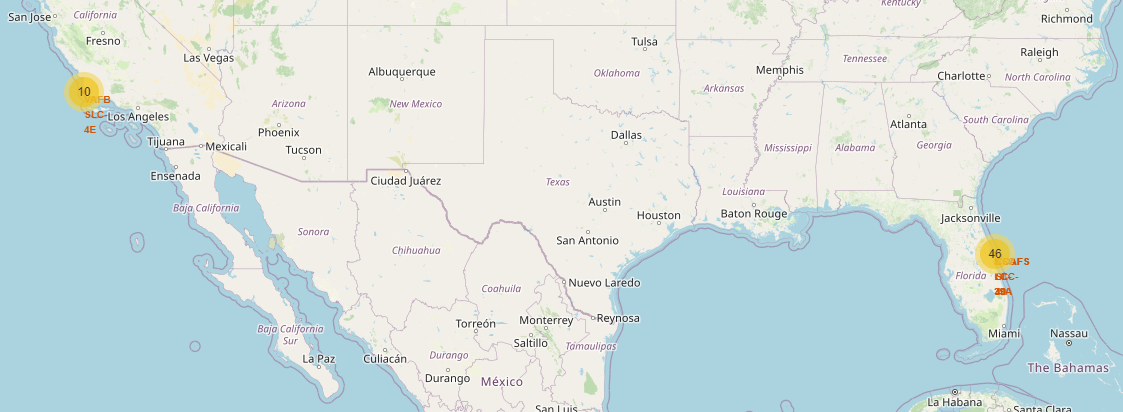 Kentucky
San Jose
Richmond
Fresno
Tulsa
Raleigh
Las Vegas
Tennessee
Albuquerque
Oklahoma
Memphis
Charlotte
North Carolina
10
Arkansas
VAFB
Arizona
New Mexico
SLC-
Los Angeles
South Carolina
4E
Phoenix
Dallas
Atlanta
Tijuana
Mexicali
Tucson
Mississippi
Alabama
Georgia
Ensenada
Ciudad Juárez
Texas
Louisiana
Baja California
Austin
Houston
Baton Rouge
Jacksonville
Sonora
San Antonio
Chihuahua
46
Florida
Coahuila
Nuevo Laredo
Baja California
Sur
Torreón
Monterrey
Reynosa
Miami
Nassau
Saltillo
Tamaulipas
La Paz
Culiacán
Durango
The Bahamas
Durango
México
La Habana
San Luis
Santa Clara